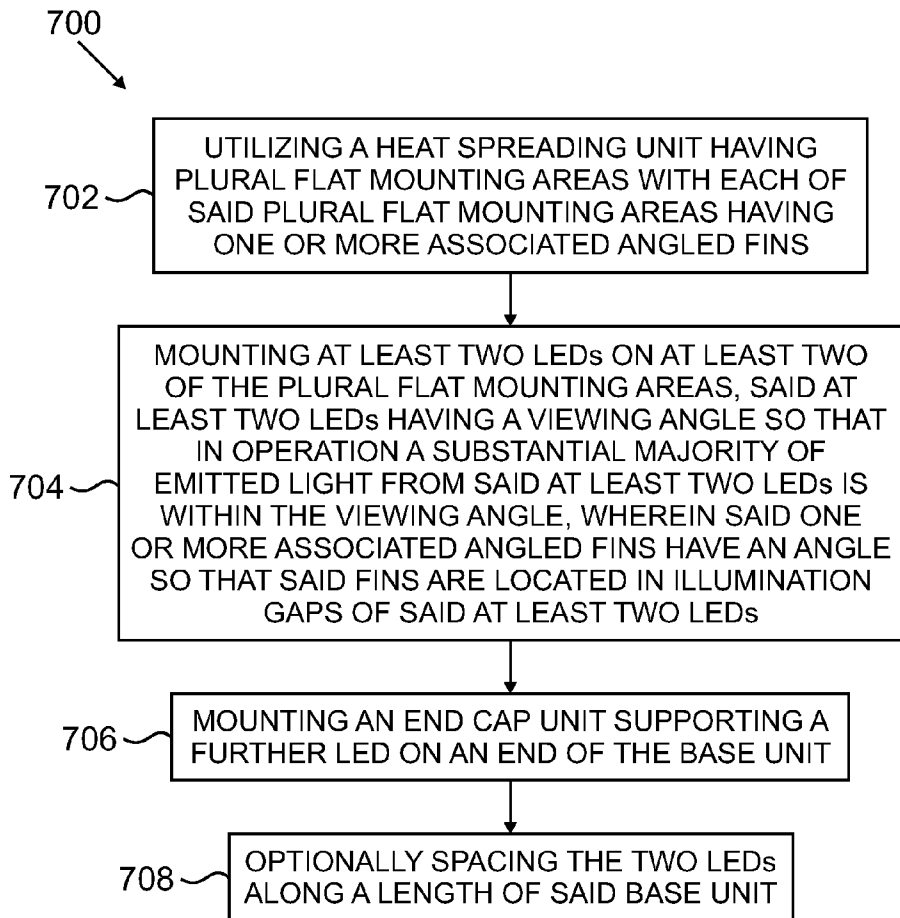 700
702
UTILIZING A HEAT SPREADING UNIT HAVING
PLURAL FLAT MOUNTING AREAS WITH EACH OF
SAID PLURAL FLAT MOUNTING AREAS HAVING
ONE OR MORE ASSOCIATED ANGLED FINS
704
MOUNTING AT LEAST TWO LEDs ON AT LEAST TWO
OF THE PLURAL FLAT MOUNTING AREAS, SAID AT
LEAST TWO LEDs HAVING A VIEWING ANGLE SO THAT
IN OPERATION A SUBSTANTIAL MAJORITY OF
EMITTED LIGHT FROM SAID AT LEAST TWO LEDs IS
WITHIN THE VIEWING ANGLE, WHEREIN SAID ONE
OR MORE ASSOCIATED ANGLED FINS HAVE AN ANGLE
SO THAT SAID FINS ARE LOCATED IN ILLUMINATION
GAPS OF SAID AT LEAST TWO LEDs
706
MOUNTING AN END CAP UNIT SUPPORTING A
FURTHER LED ON AN END OF THE BASE UNIT
708
OPTIONALLY SPACING THE TWO LEDs
ALONG A LENGTH OF SAID BASE UNIT